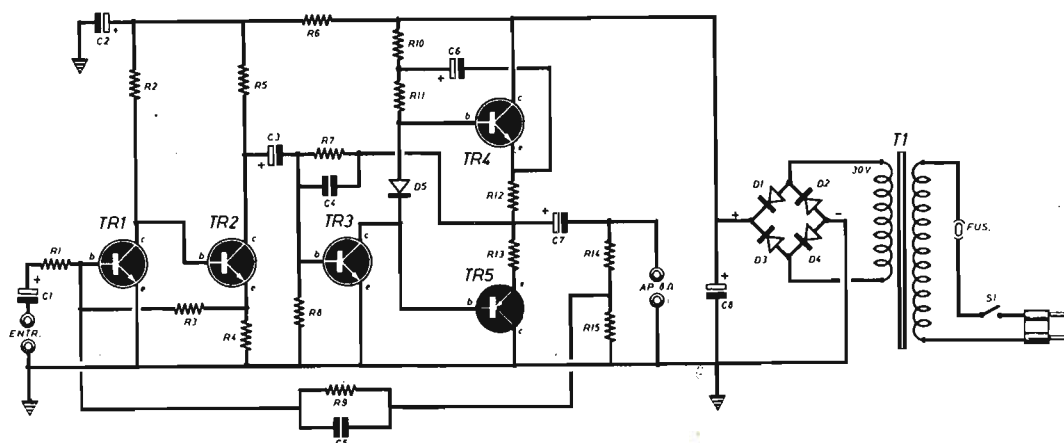 C2
+
R2
R5
R6
R10
R11
C6
+
b
c
e
TR4
C3
+
R7
C4
D5
R12
TR1
b
c
e
TR2
b
c
e
TR3
b
c
e
R1
+
C1
ENTR.
R3
R4
R8
R13
TR5
b
e
c
+
C7
R14
R15
AP 8Ω
+
C8
+
-
D1
D2
D3
D4
30V
T1
FUS.
S1
R9
C5